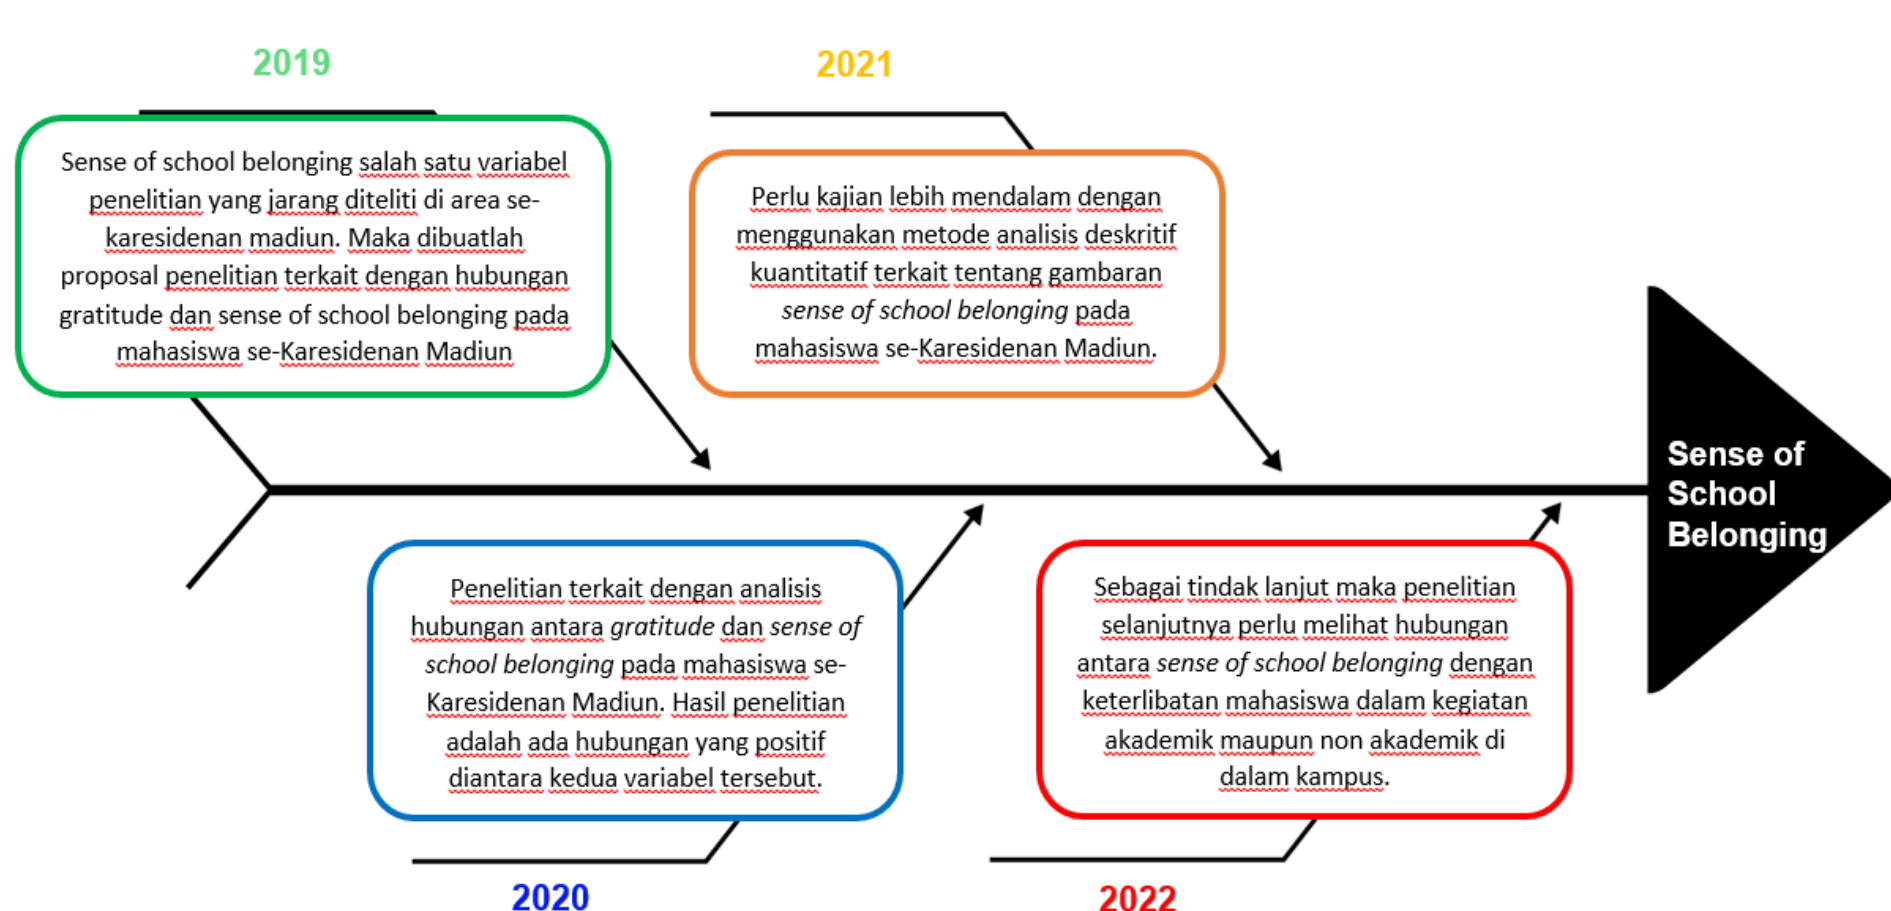 2019
Sense of school belonging salah satu variabel
penelitian yang jarang diteliti di area se-
karesidenan madiun. Maka dibuatlah
proposal penelitian terkait dengan hubungan
gratitude dan sense of school belonging pada
mahasiswa se-Karesidenan Madiun
2021
Perlu kajian lebih mendalam dengan
menggunakan metode analisis deskritif
kuantitatif terkait tentang gambaran
sense of school belonging pada
mahasiswa se-Karesidenan Madiun.
Penelitian terkait dengan analisis
hubungan antara gratitude dan sense of
school belonging pada mahasiswa se-
Karesidenan Madiun. Hasil penelitian
adalah ada hubungan yang positif
diantara kedua variabel tersebut.
2020
Sebagai tindak lanjut maka penelitian
selanjutnya perlu melihat hubungan
antara sense of school belonging dengan
keterlibatan mahasiswa dalam kegiatan
akademik maupun non akademik di
dalam kampus.
2022
Sense of
School
Belonging